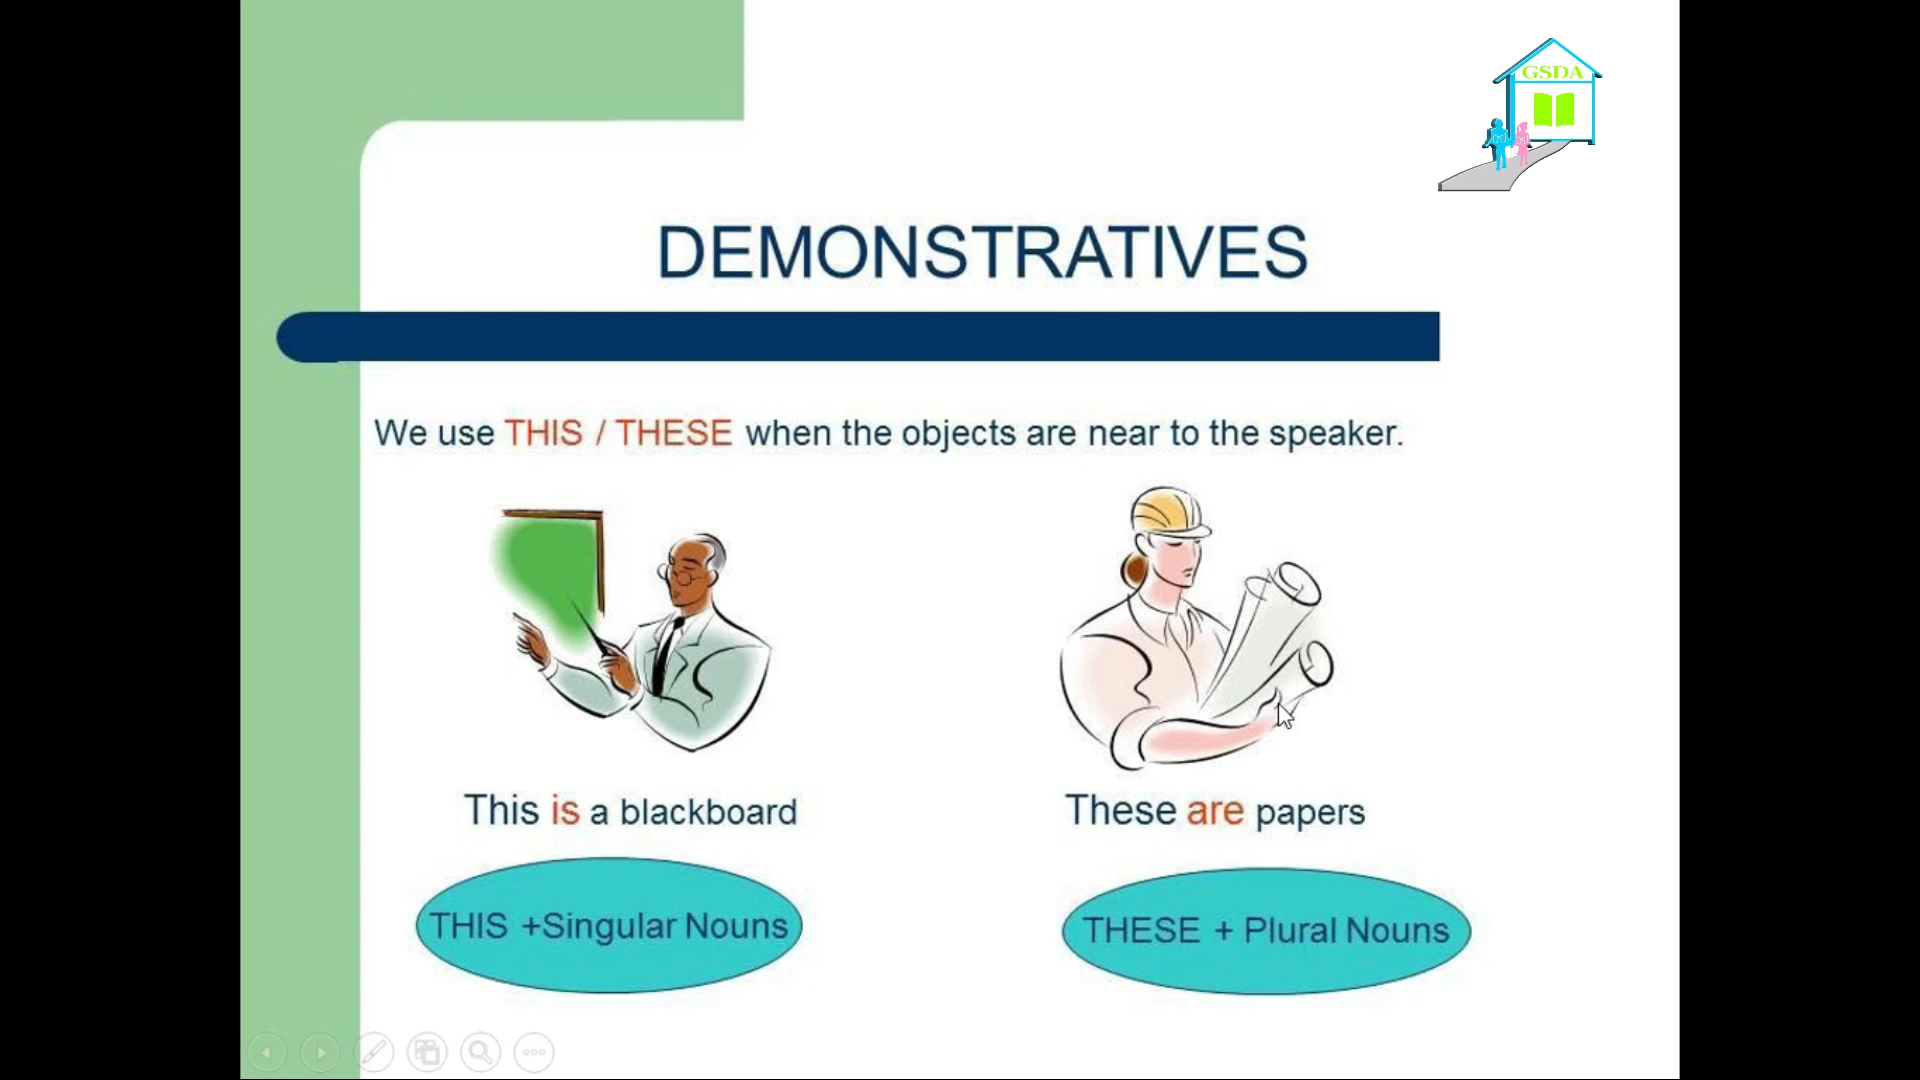 GSDA
DEMONSTRATIVES
We use THIS / THESE when the objects are near to the speaker.
This is a blackboard
These are papers
THIS +Singular Nouns
THESE + Plural Nouns